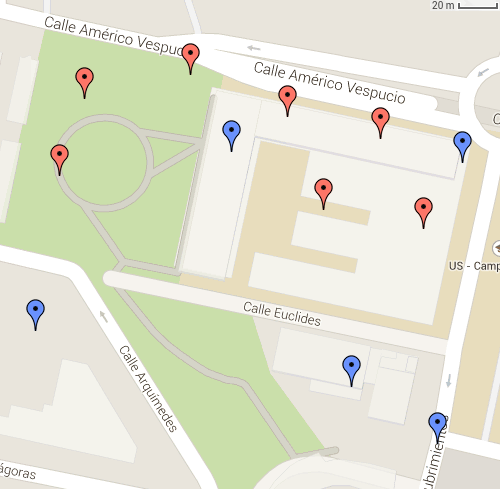 20 m
Calle Américo Vespucio
Calle Américo Vespucio
C
US - Camp
Calle Euclides
Calle Arquímedes
ubrimiento
ágoras